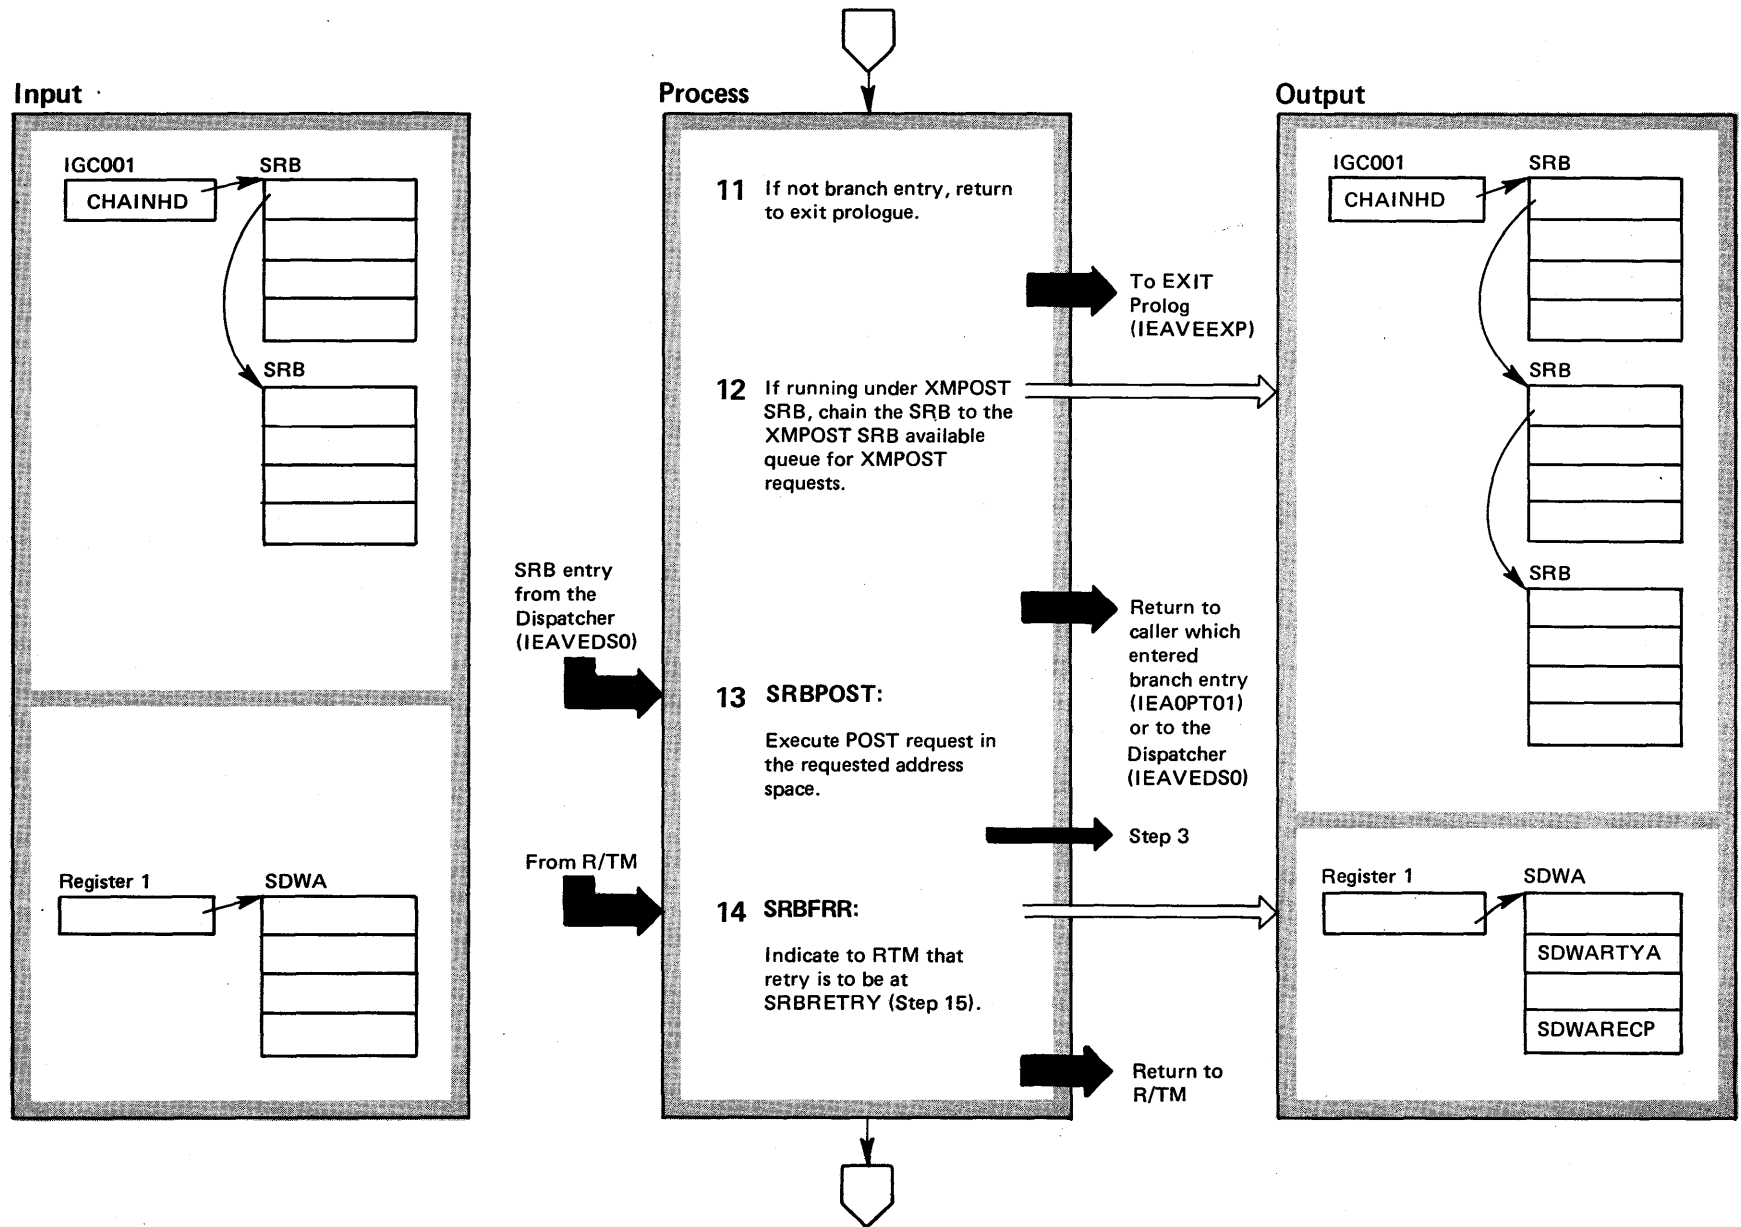 Input
IGC001
SRB
CHAINHD
SRB
Register 1
SDWA
SRB entry
from the
Dispatcher
(IEAVEDS0)
From R/TM
Process
11 If not branch entry, return
to exit prologue.
To EXIT
Prolog
(IEAVEEXP)
12 If running under XMPOST
SRB, chain the SRB to the
XMPOST SRB available
queue for XMPOST
requests.
Return to
caller which
entered
branch entry
(IEA0PT01)
or to the
Dispatcher
(IEAVEDS0)
13 SRBPOST:
Execute POST request in
the requested address
space.
Step 3
14 SRBFRR:
Indicate to RTM that
retry is to be at
SRBRETRY (Step 15).
Return to
R/TM
Output
IGC001
SRB
CHAINHD
SRB
SRB
Register 1
SDWA
SDWARTYA
SDWARECP